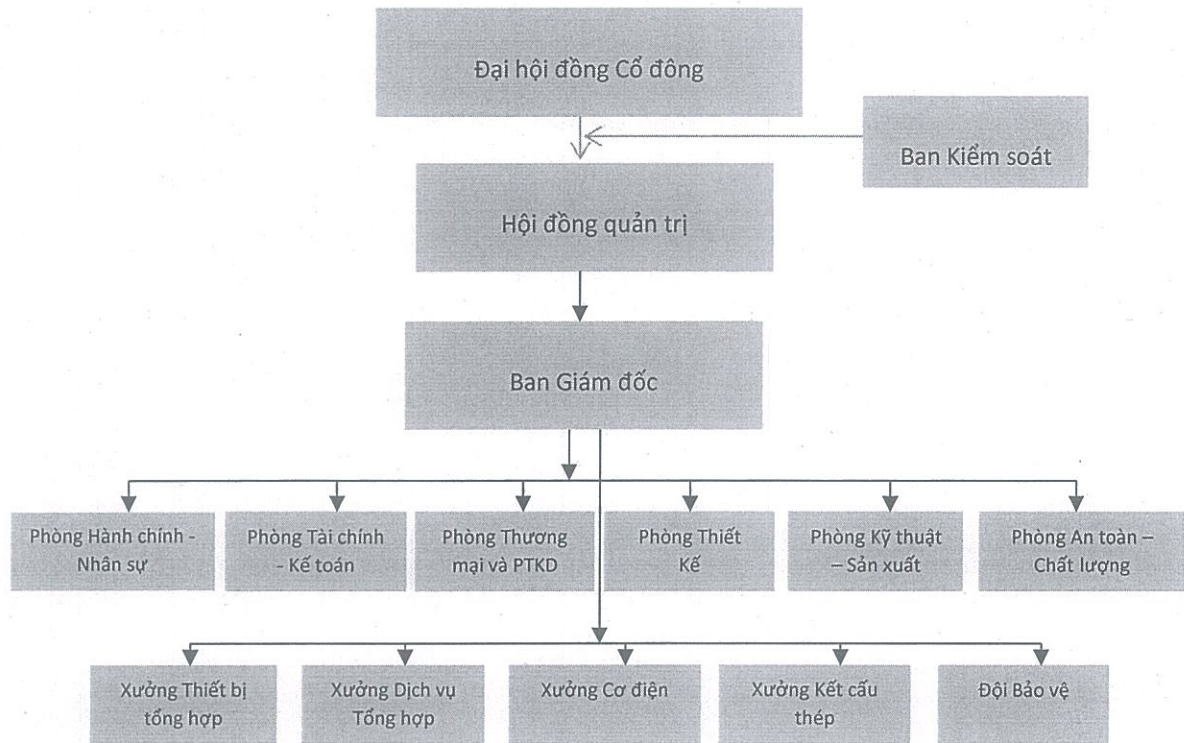 Đại hội đồng Cổ đông
Ban Kiểm soát
Hội đồng quản trị
Ban Giám đốc
Phòng Hành chính -
Nhân sự
Phòng Tài chính
- Kế toán
Phòng Thương
mại và PTKD
Phòng Thiết
Kế
Phòng Kỹ thuật
– Sản xuất
Phòng An toàn –
Chất lượng
Xưởng Thiết bị
tổng hợp
Xưởng Dịch vụ
Tổng hợp
Xưởng Cơ điện
Xưởng Kết cấu
thép
Đội Bảo vệ